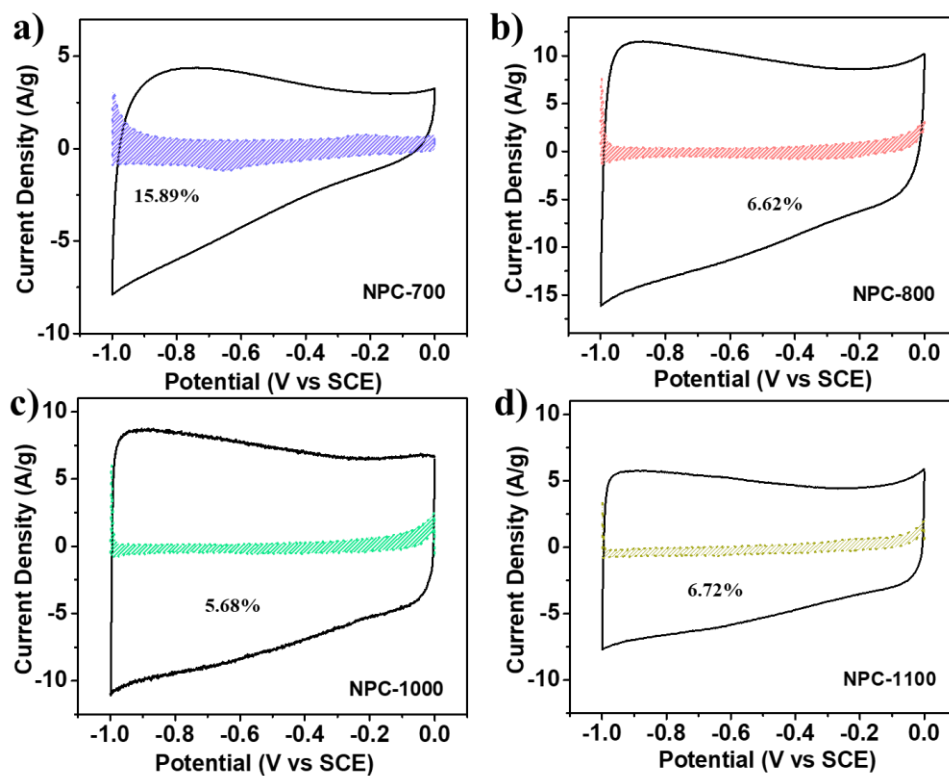 a)
Current Density (A/g)
5
0
-5
-10
15.89%
NPC-700
-1.0 -0.8 -0.6 -0.4 -0.2 0.0
Potential (V vs SCE)
b)
Current Density (A/g)
10
5
0
-5
-10
-15
6.62%
NPC-800
-1.0 -0.8 -0.6 -0.4 -0.2 0.0
Potential (V vs SCE)
c)
Current Density (A/g)
10
5
0
-5
-10
5.68%
NPC-1000
-1.0 -0.8 -0.6 -0.4 -0.2 0.0
Potential (V vs SCE)
d)
Current Density (A/g)
10
5
0
-5
-10
6.72%
NPC-1100
-1.0 -0.8 -0.6 -0.4 -0.2 0.0
Potential (V vs SCE)